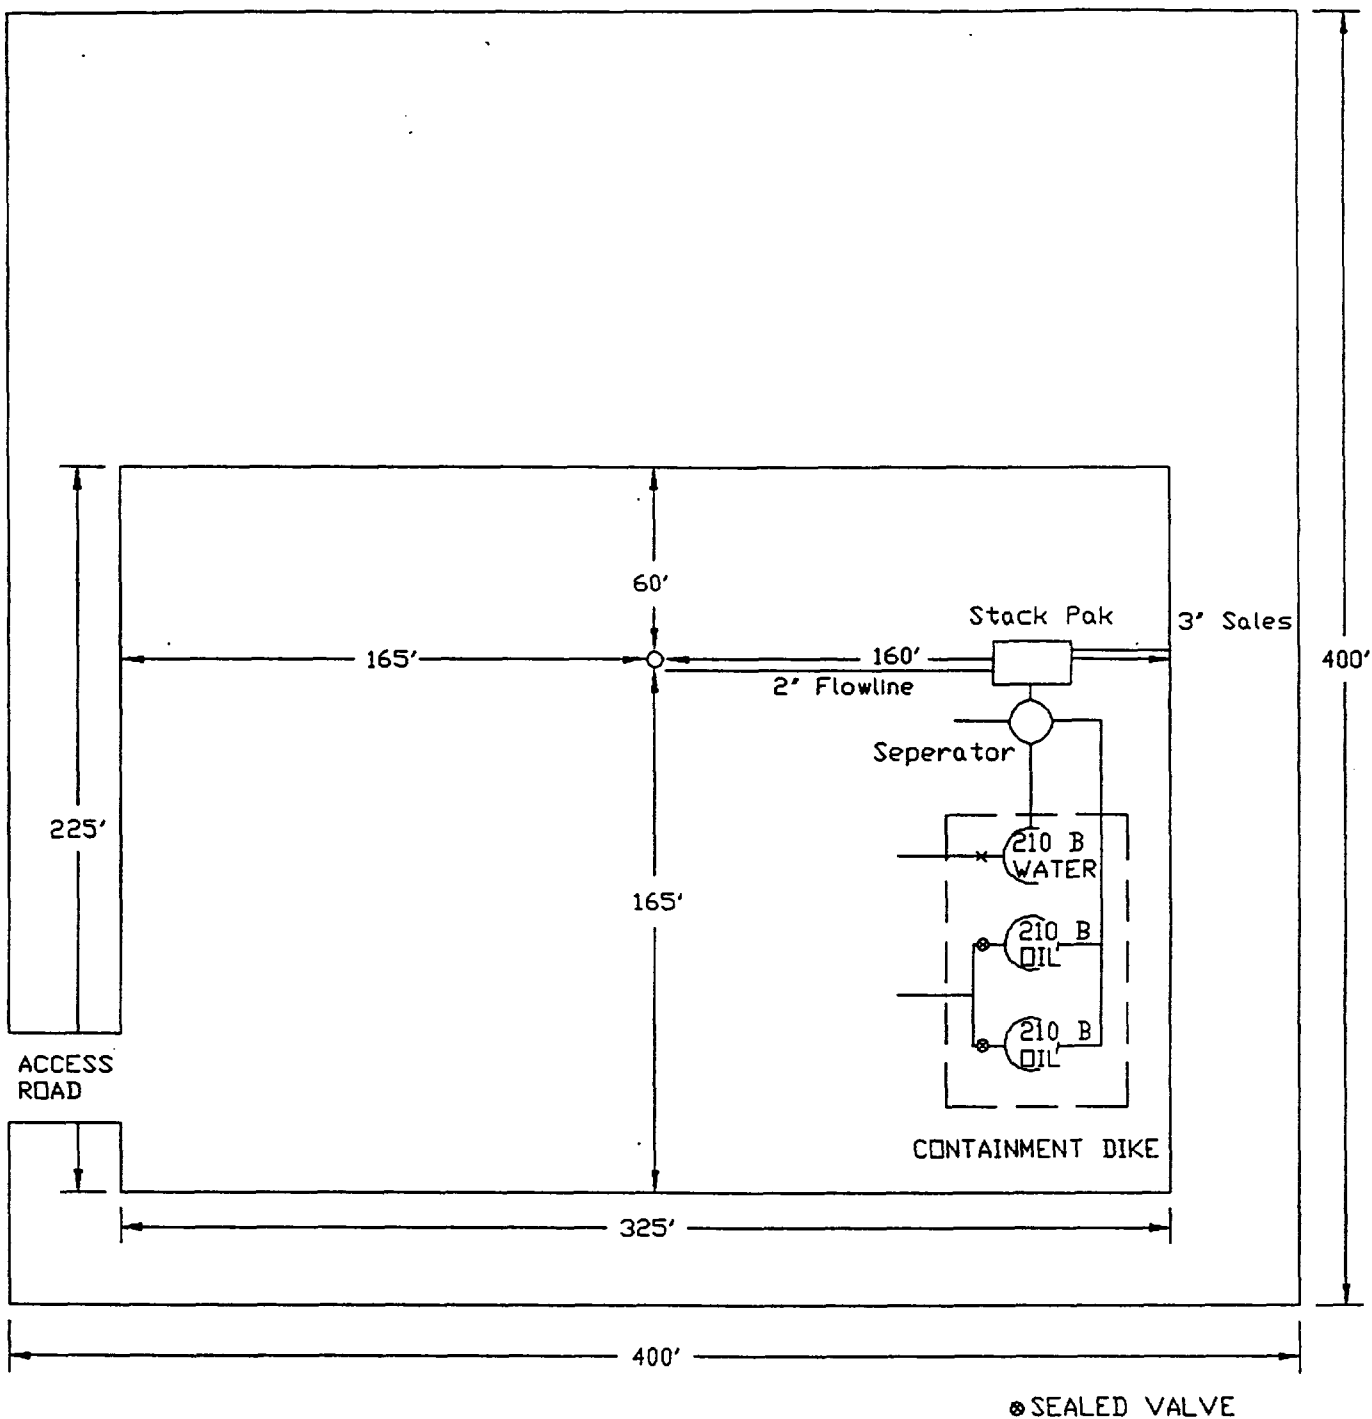 60'
Stack Pak
3" Sales
165'
160'
400'
2" Flowline
Seperator
225'
210 B
WATER
165'
210 B
OIL
210 B
OIL
ACCESS
ROAD
CONTAINMENT DIKE
325'
400'
SEALED VALVE